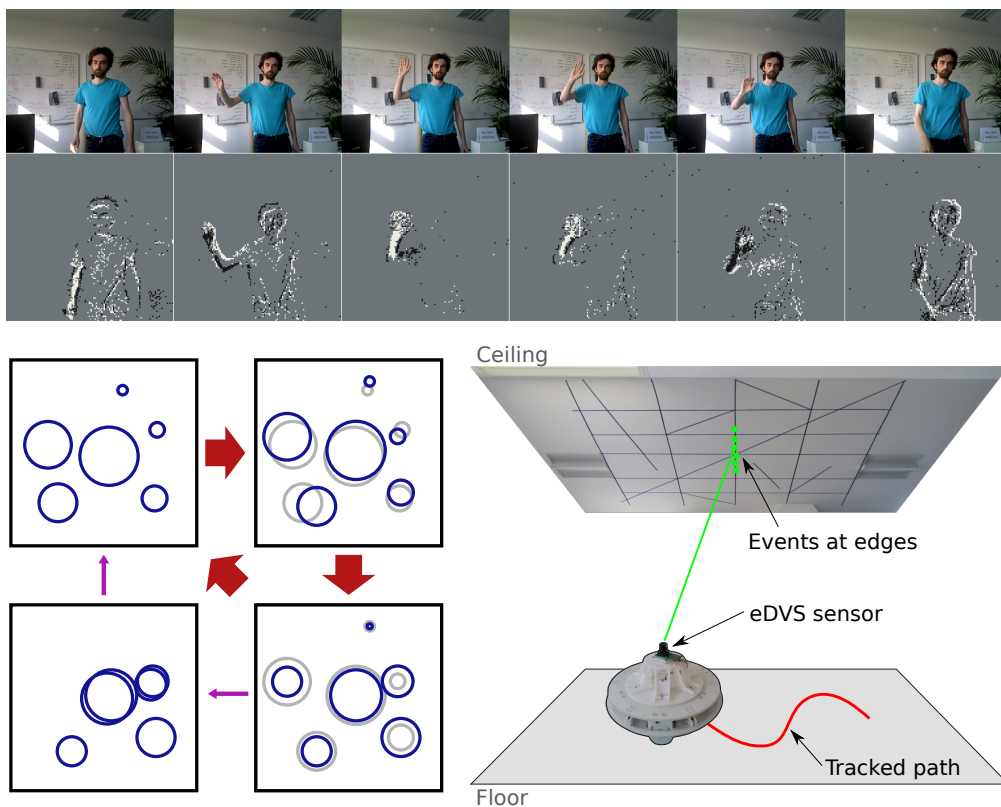 Ceiling
Events at edges
eDVS sensor
Tracked path
Floor